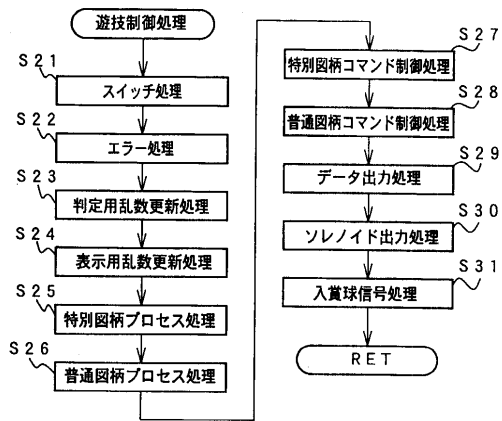 遊技制御処理
S21
スイッチ処理
S22
エラー処理
S23
判定用乱数更新処理
S24
表示用乱数更新処理
S25
特別図柄プロセス処理
S26
普通図柄プロセス処理
S27
特別図柄コマンド制御処理
S28
普通図柄コマンド制御処理
S29
データ出力処理
S30
ソレノイド出力処理
S31
入賞球信号処理
RET